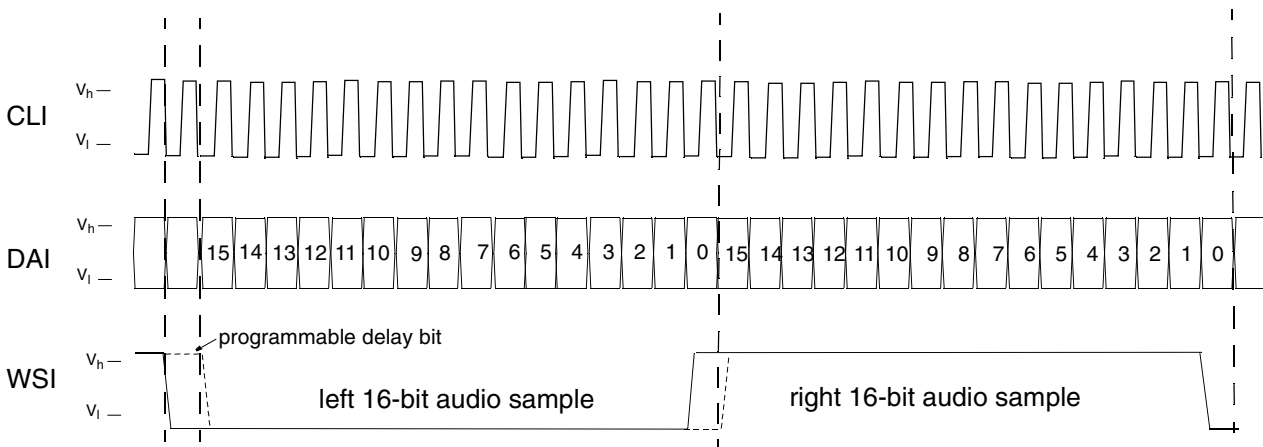 CLI
Vh
Vl
DAI
Vh
Vl
15 14 13 12 11 10 9 8 7 6 5 4 3 2 1 0 15 14 13 12 11 10 9 8 7 6 5 4 3 2 1 0
programmable delay bit
WSI
Vh
Vl
left 16-bit audio sample
right 16-bit audio sample